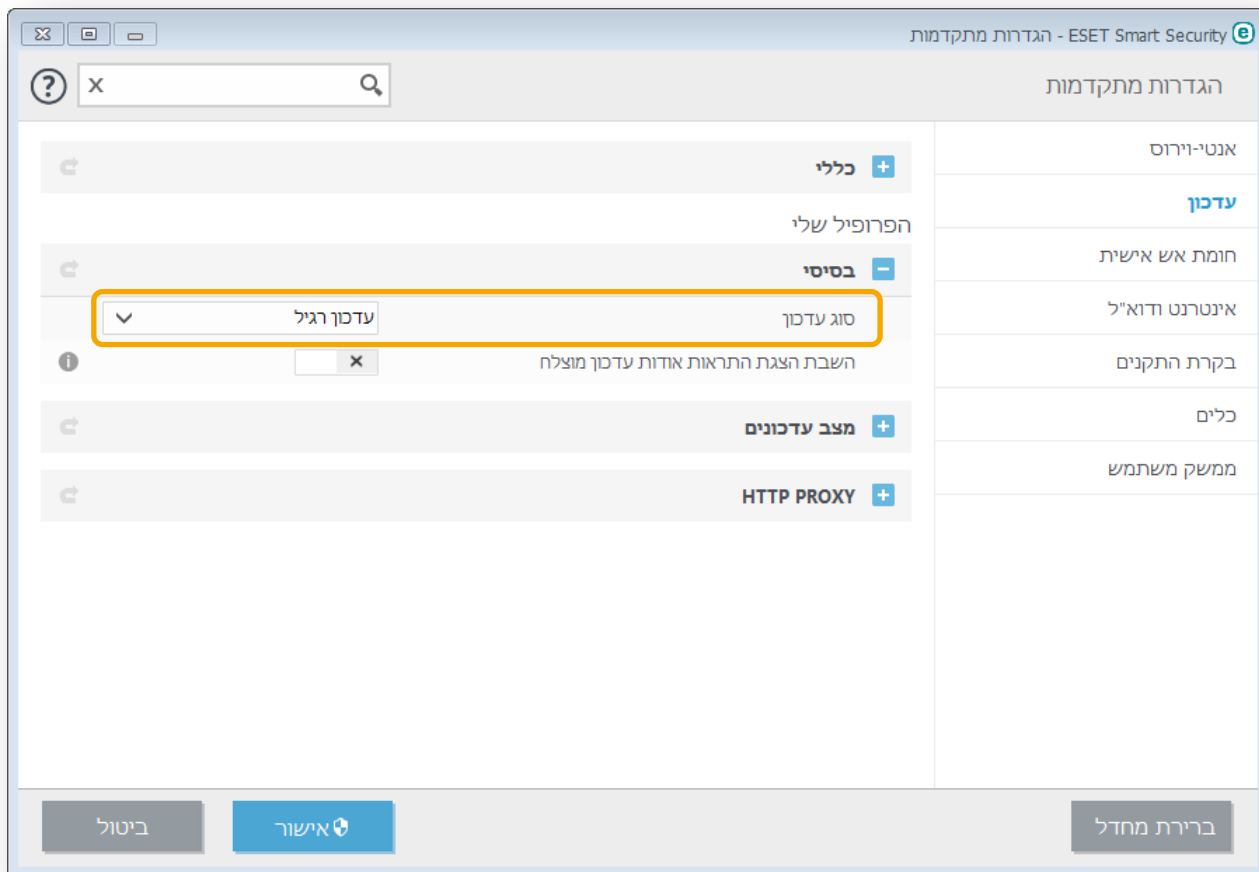 ESET Smart Security - הגדרות מתקדמות
הגדרות מתקדמות
אנטי-וירוס
עדכון
חומת אש אישית
אינטרנט ודוא"ל
בקרת התקנים
כלים
ממשק משתמש
כללי
הפרופיל שלי
בסיסי
סוג עדכון עדכון רגיל
השבת הצגת התראות אודות עדכון מוצלח
מצב עדכונים
HTTP PROXY
ברירת מחדל אישור ביטול